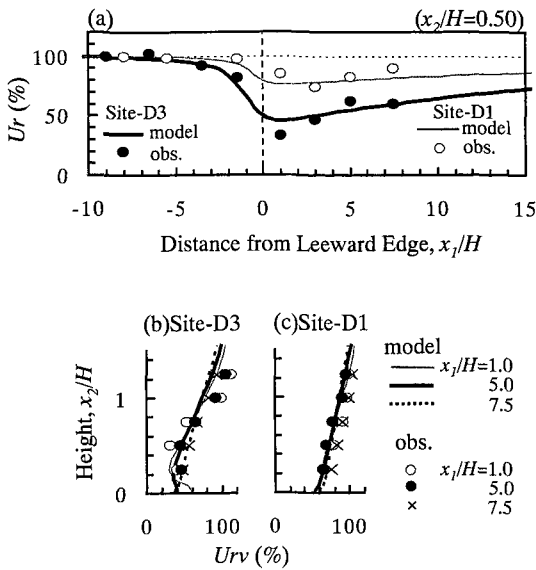 (a) (x2/H=0.50)
100
50
0
Ur (%)
Site-D3
model
obs.
Site-D1
model
obs.
-10 -5 0 5 10 15
Distance from Leeward Edge, x1/H
(b)Site-D3 (c)Site-D1
1
0
Height, x2/H
0 100 0 100
Urv (%)
model
x1/H=1.0
5.0
7.5
obs.
x1/H=1.0
5.0
7.5